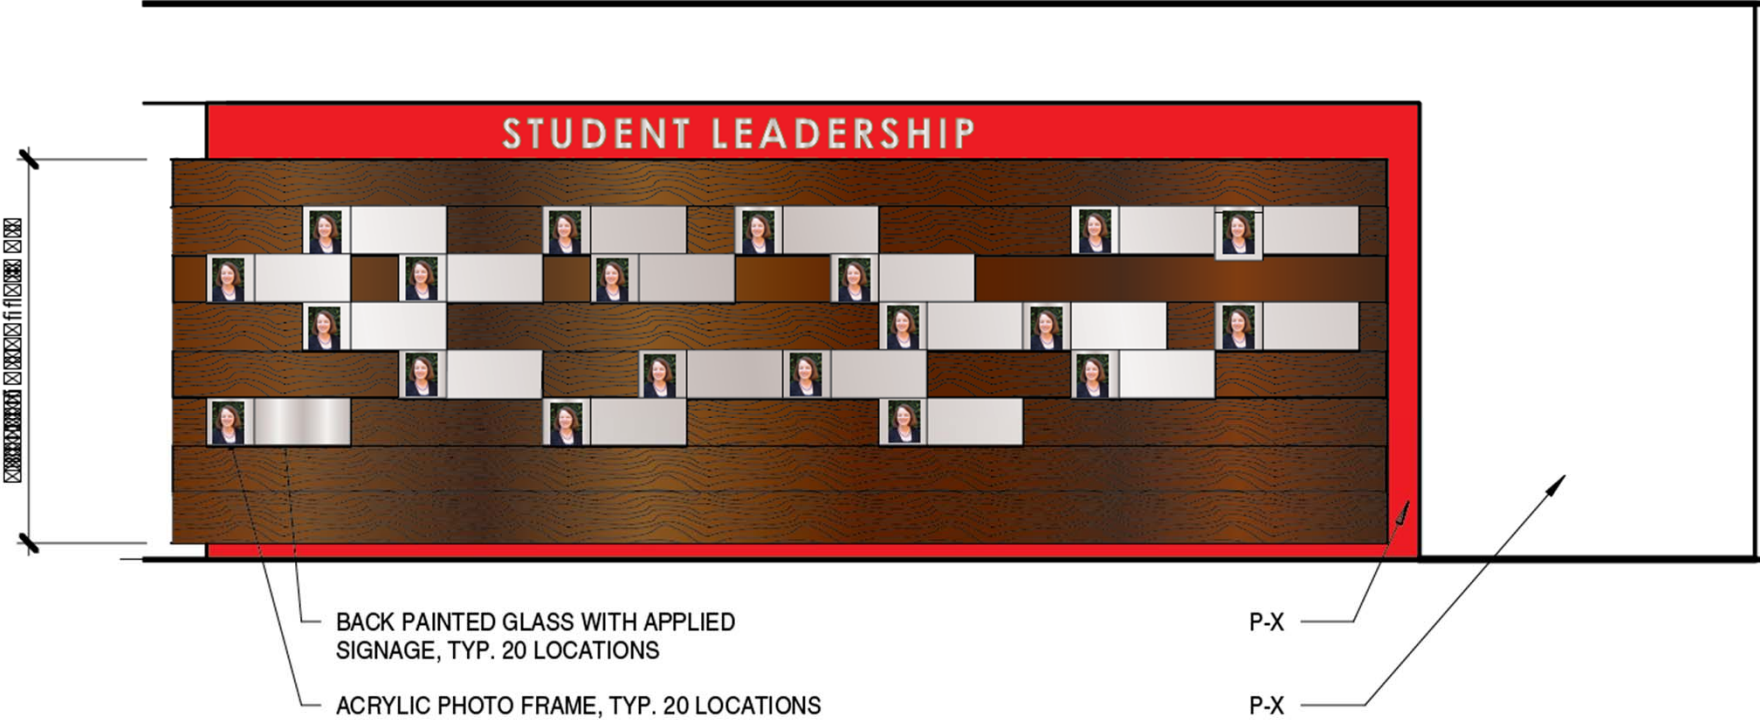 STUDENT LEADERSHIP
BACK PAINTED GLASS WITH APPLIED
SIGNAGE, TYP. 20 LOCATIONS
ACRYLIC PHOTO FRAME, TYP. 20 LOCATIONS
P-X
P-X